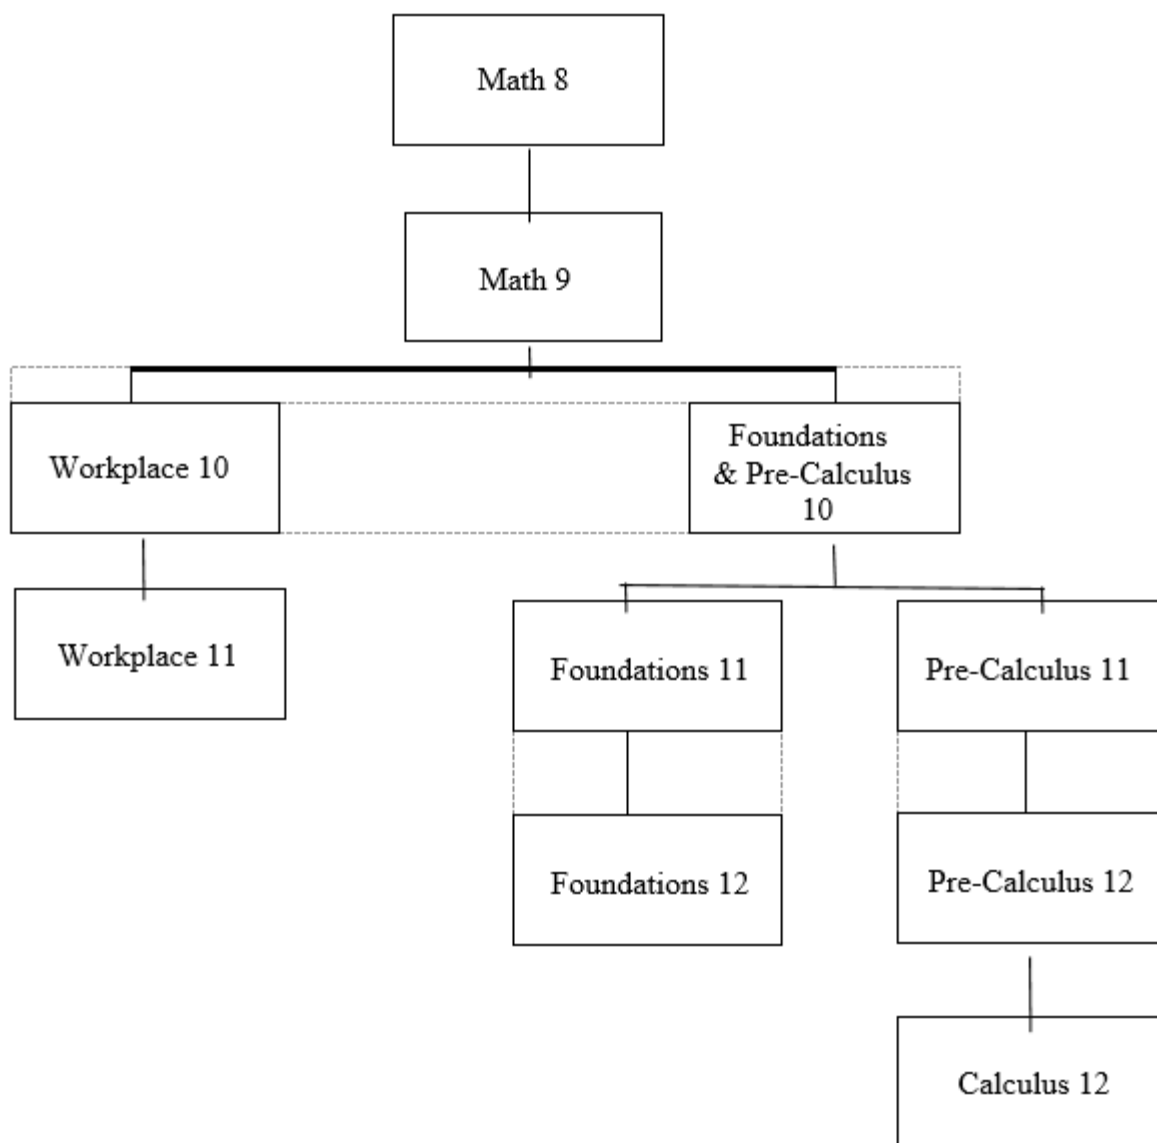 Math 8
Math 9
Workplace 10
Foundations
& Pre-Calculus
10
Workplace 11
Foundations 11
Pre-Calculus 11
Foundations 12
Pre-Calculus 12
Calculus 12